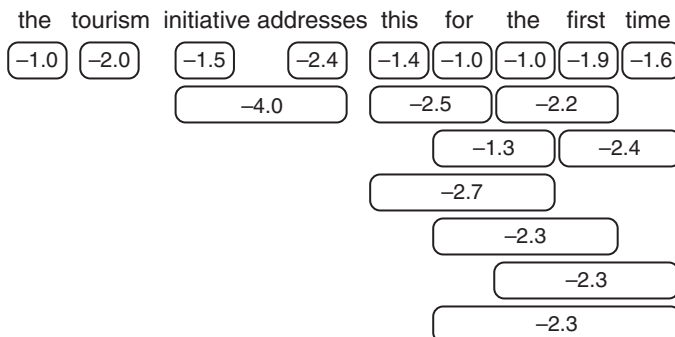 the tourism initiative addresses this for the first time
–1.0 –2.0 –1.5 –2.4 –1.4 –1.0 –1.0 –1.9 –1.6
–4.0 –2.5 –2.2
–1.3 –2.4
–2.7
–2.3
–2.3
–2.3